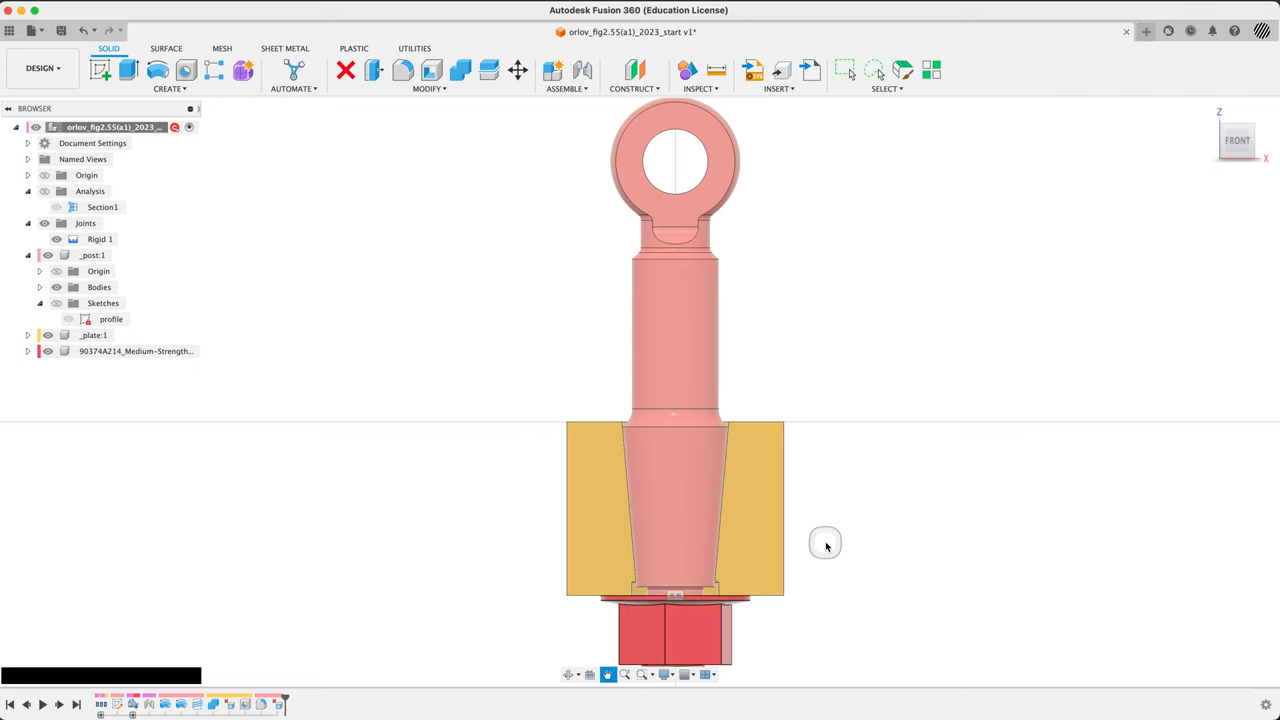 Autodesk Fusion 360 (Education License)
orlov_fig2.55(a1)_2023_start v1*
SOLID SURFACE MESH SHEET METAL PLASTIC UTILITIES
DESIGN
CREATE AUTOMATE MODIFY ASSEMBLE CONSTRUCT INSPECT INSERT SELECT
BROWSER
orlov_fig2.55(a1)_2023_...
Document Settings
Named Views
Origin
Analysis
Section1
Joints
Rigid 1
_post:1
Origin
Bodies
Sketches
profile
_plate:1
90374A214_Medium-Strength...
Z
FRONT
X